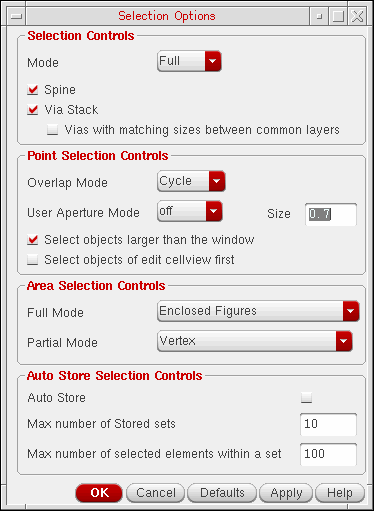 Selection Options
Selection Controls
Mode Full
Spine
Via Stack
Vias with matching sizes between common layers
Point Selection Controls
Overlap Mode Cycle
User Aperture Mode off Size 0.7
Select objects larger than the window
Select objects of edit cellview first
Area Selection Controls
Full Mode Enclosed Figures
Partial Mode Vertex
Auto Store Selection Controls
Auto Store
Max number of Stored sets 10
Max number of selected elements within a set 100
OK Cancel Defaults Apply Help